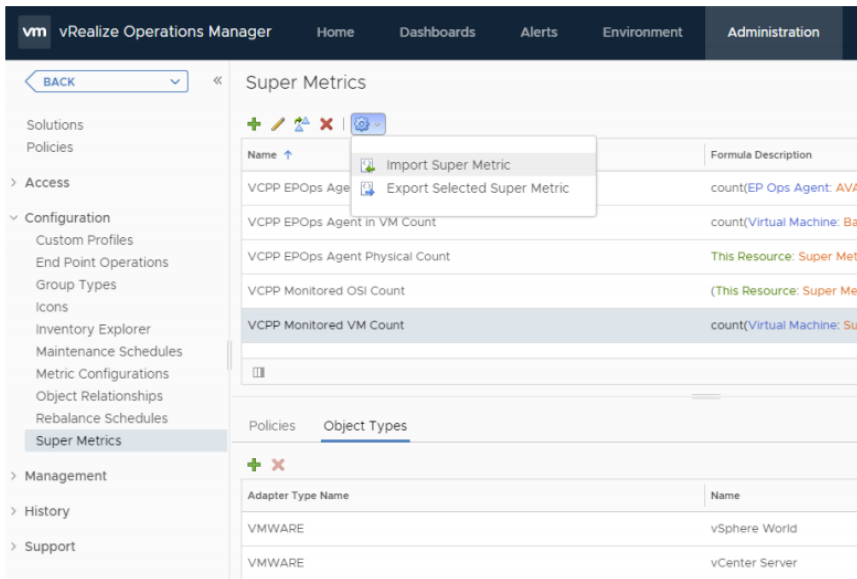 vm vRealize Operations Manager Home Dashboards Alerts Environment Administration
BACK
Solutions
Policies
Access
Configuration
Custom Profiles
End Point Operations
Group Types
Icons
Inventory Explorer
Maintenance Schedules
Metric Configurations
Object Relationships
Rebalance Schedules
Super Metrics
Management
History
Support
Super Metrics
Import Super Metric
Export Selected Super Metric
Name Formula Description
VCPP EPOps Age count(EP Ops Agent: AVA
VCPP EPOps Agent in VM Count count(Virtual Machine: Ba
VCPP EPOps Agent Physical Count This Resource: Super Met
VCPP Monitored OSI Count (This Resource: Super Me
VCPP Monitored VM Count count(Virtual Machine: Su
Policies Object Types
Adapter Type Name Name
VMWARE vSphere World
VMWARE vCenter Server